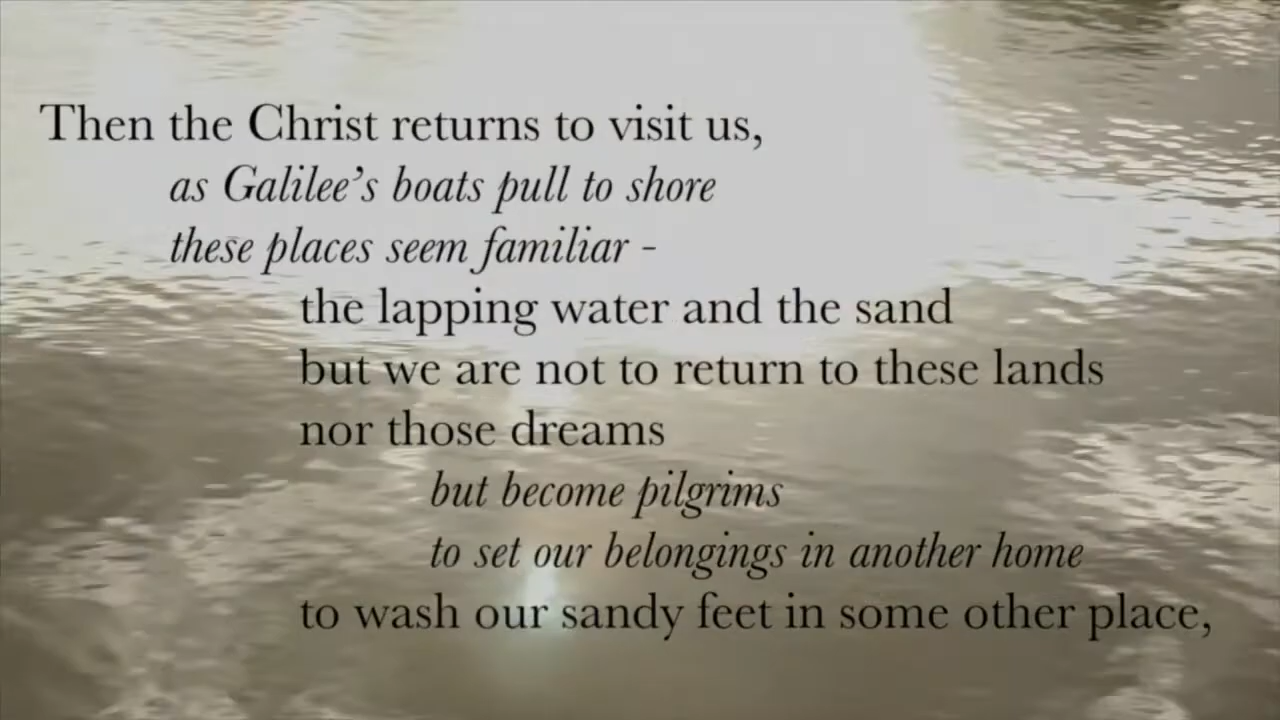 Then the Christ returns to visit us,
as Galilee’s boats pull to shore
these places seem familiar -
the lapping water and the sand
but we are not to return to these lands
nor those dreams
but become pilgrims
to set our belongings in another home
to wash our sandy feet in some other place,